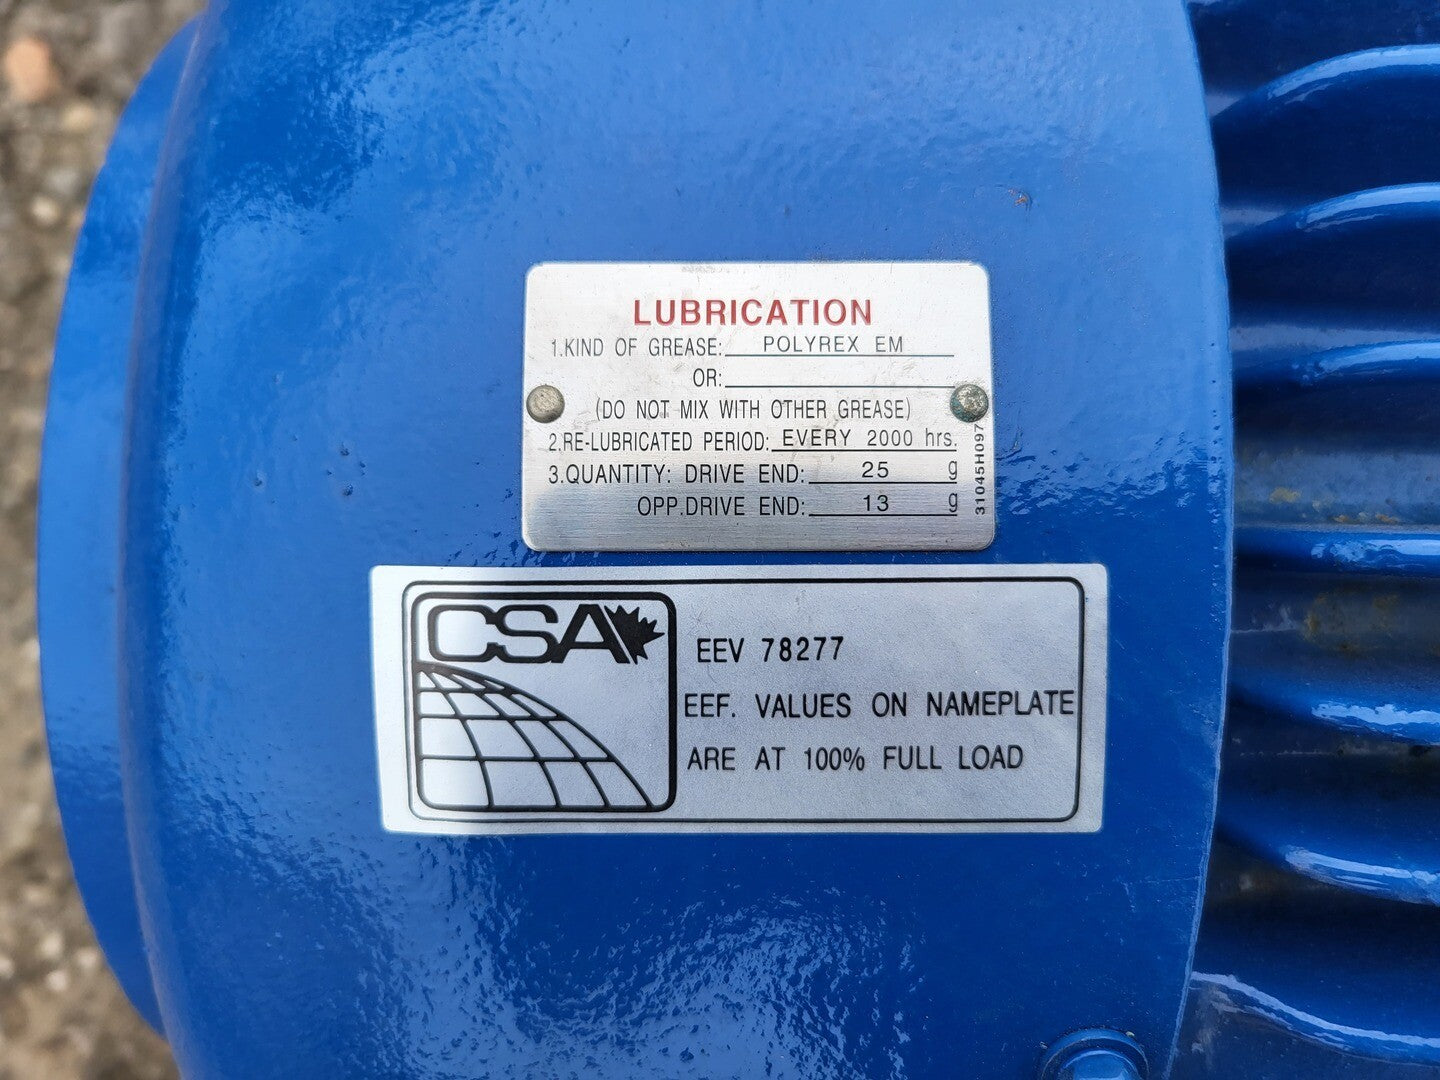 LUBRICATION
1.KIND OF GREASE: POLYREX EM
OR:
(DO NOT MIX WITH OTHER GREASE)
2.RE-LUBRICATED PERIOD: EVERY 2000 hrs.
3.QUANTITY: DRIVE END: 25 g
OPP.DRIVE END: 13 g
31045H097
CSA
EEV 78277
EEF. VALUES ON NAMEPLATE
ARE AT 100% FULL LOAD